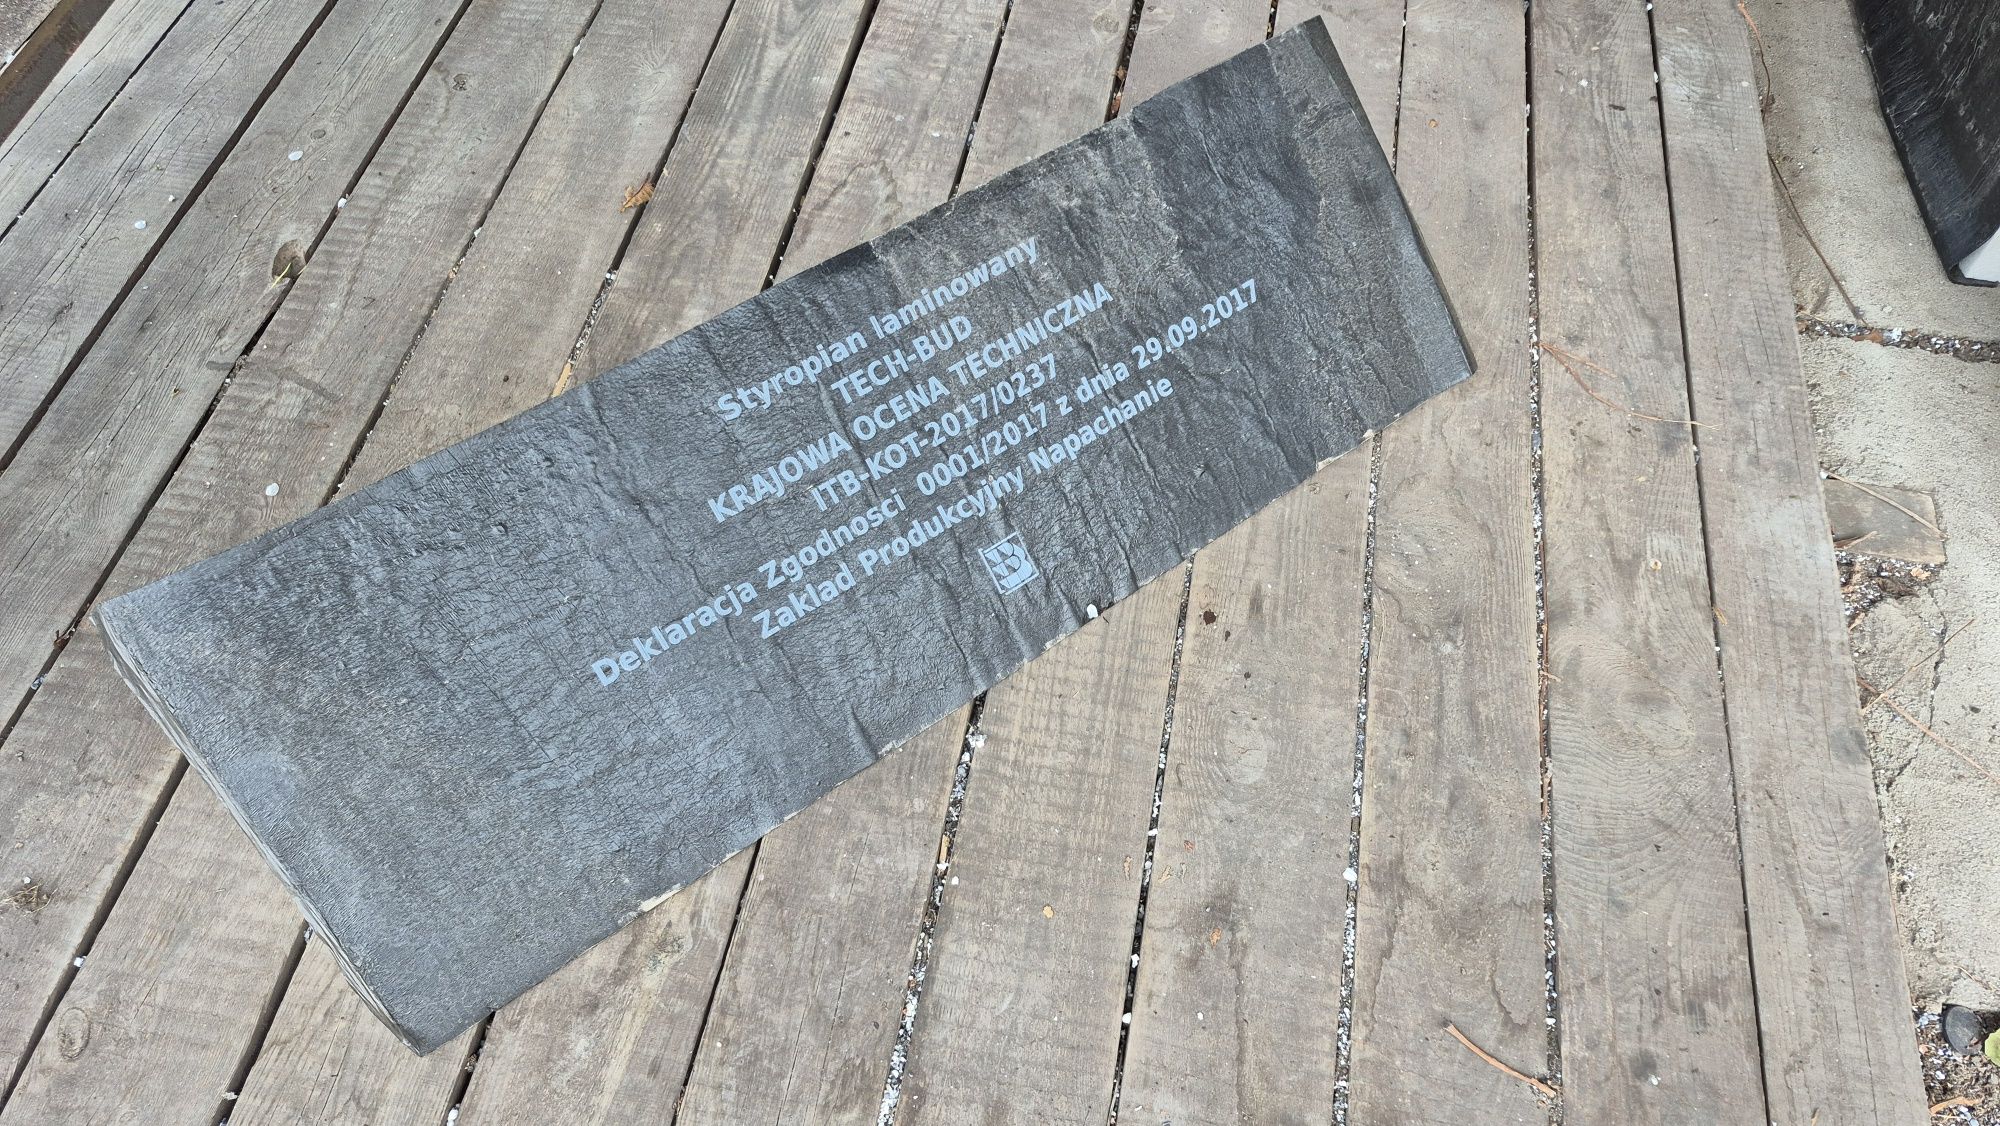 Styropian laminowany
TECH-BUD
KRAJOWA OCENA TECHNICZNA
ITB-KOT-2017/0237
Deklaracja Zgodnosci 0001/2017 z dnia 29.09.2017
Zaklad Produkcyjny Napachanie